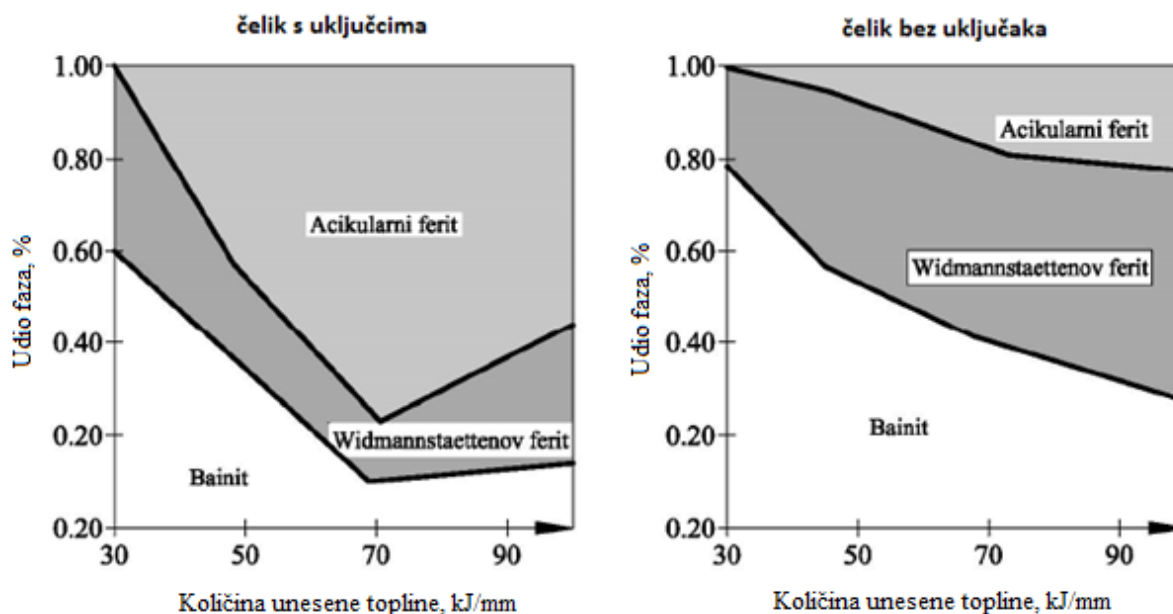 čelik s uključcima
1.00
0.80
0.60
0.40
0.20
0.20
Udio faza, %
Acikularni ferit
Widmannstaettenov ferit
Bainit
30 50 70 90
Količina unesene topline, kJ/mm
čelik bez uključaka
1.00
0.80
0.60
0.40
0.20
0.20
Udio faza, %
Acikularni ferit
Widmannstaettenov ferit
Bainit
30 50 70 90
Količina unesene topline, kJ/mm